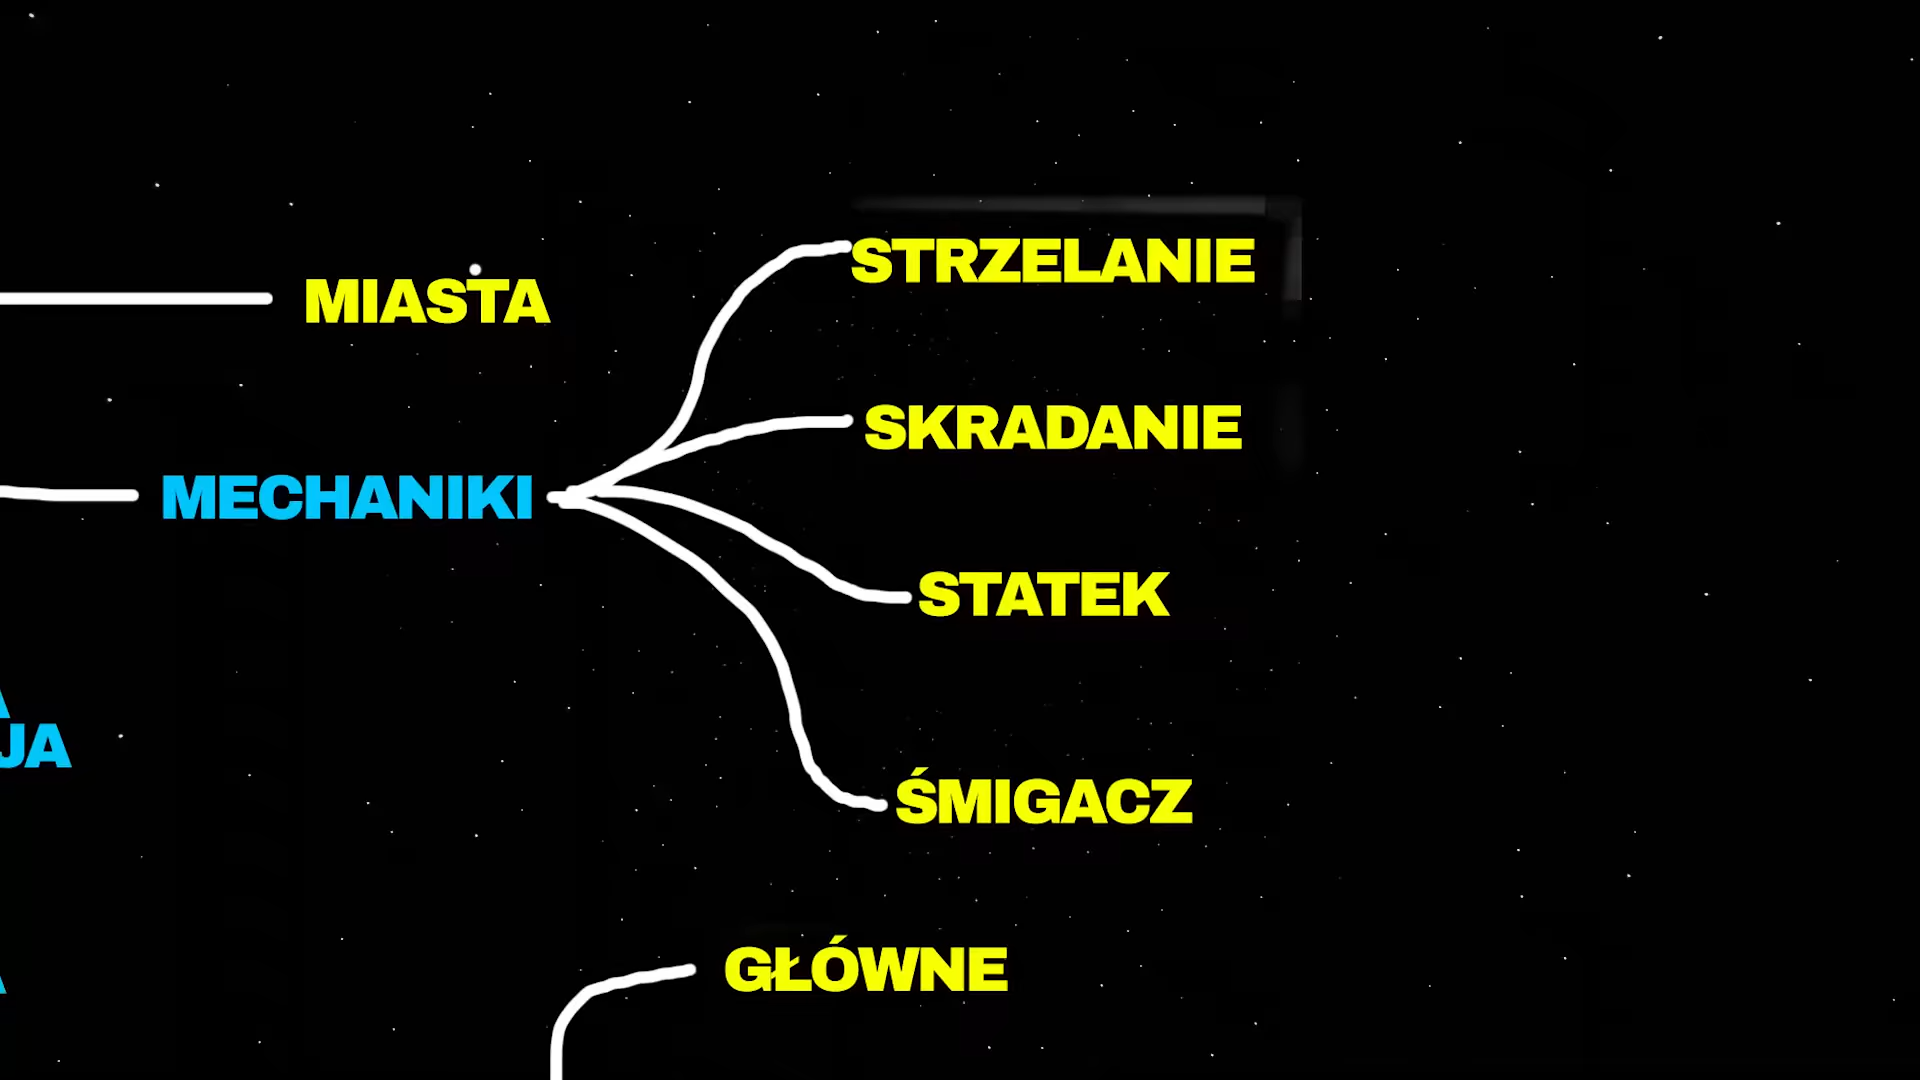 STRZELANIE
MIASTA
SKRADANIE
MECHANIKI
STATEK
JA
ŚMIGACZ
GŁÓWNE